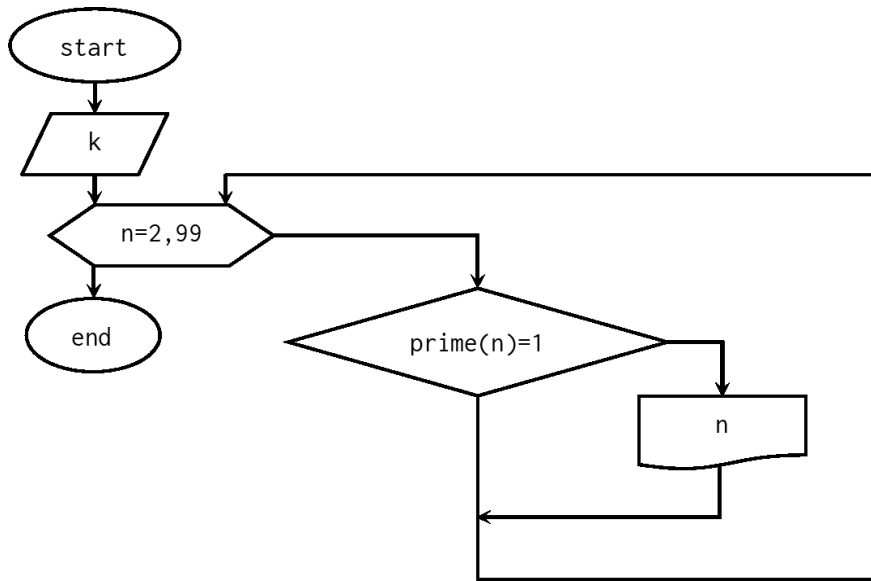 start
k
n=2,99
end
prime(n)=1
n